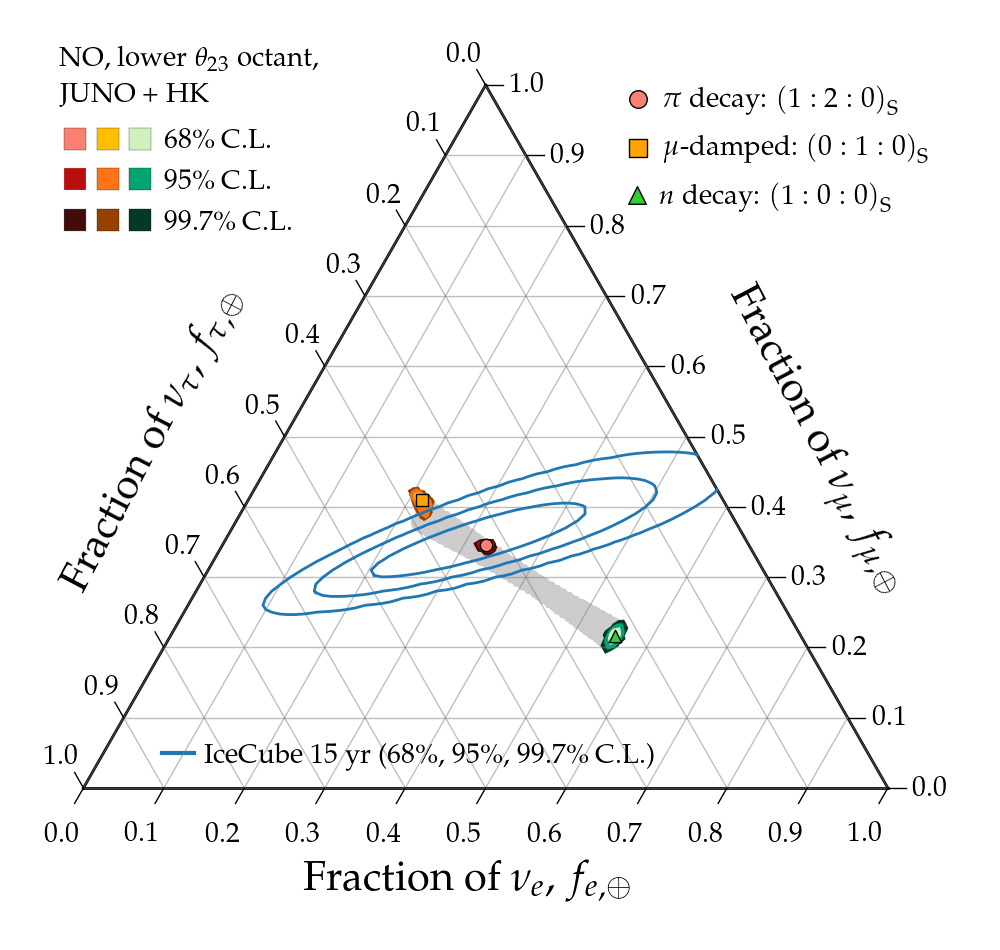 NO, lower θ₂₃ octant,
JUNO + HK
68% C.L.
95% C.L.
99.7% C.L.
π decay: (1 : 2 : 0)S
μ-damped: (0 : 1 : 0)S
n decay: (1 : 0 : 0)S
0.0
0.1
0.2
0.3
0.4
0.5
0.6
0.7
0.8
0.9
1.0
Fraction of ντ, fτ,⊕
1.0
0.9
0.8
0.7
0.6
0.5
0.4
0.3
0.2
0.1
0.0
Fraction of νμ, fμ,⊕
IceCube 15 yr (68%, 95%, 99.7% C.L.)
0.0 0.1 0.2 0.3 0.4 0.5 0.6 0.7 0.8 0.9 1.0
Fraction of νe, fe,⊕